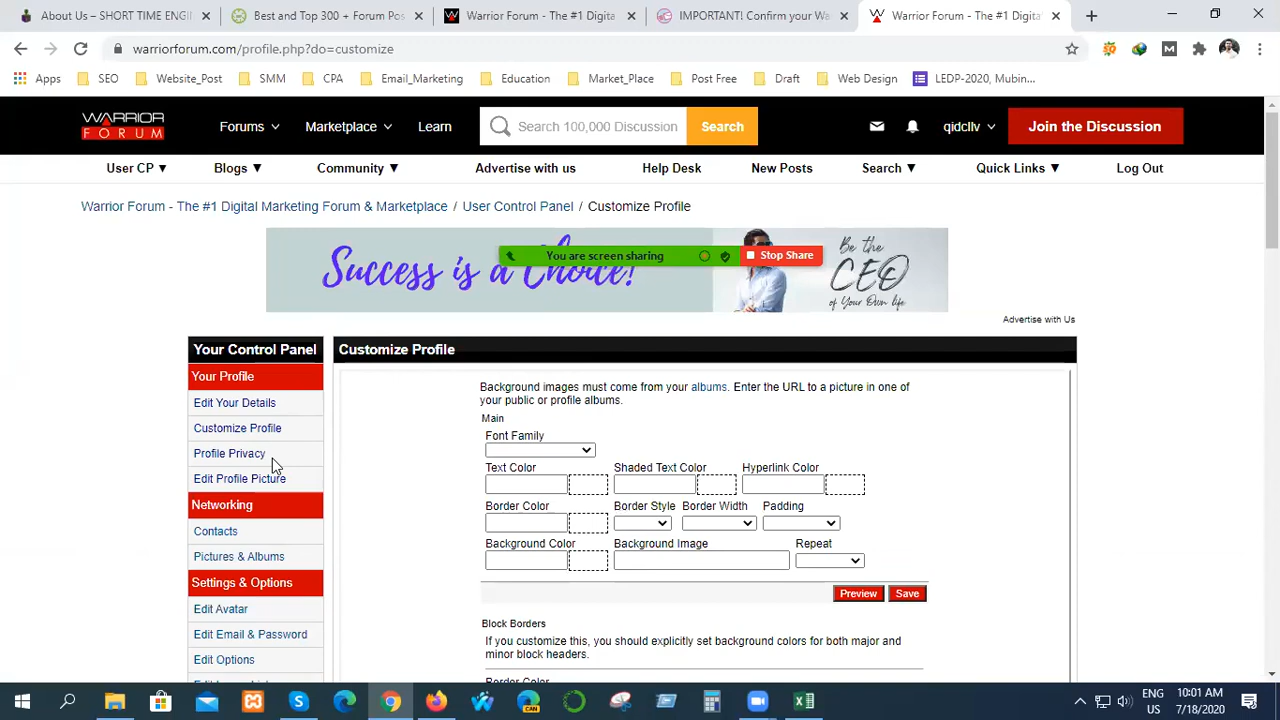 About Us – SHORT TIME ENG
Best and Top 300 + Forum Pos
Warrior Forum - The #1 Digita
IMPORTANT! Confirm your Wa
Warrior Forum - The #1 Digita
warriorforum.com/profile.php?do=customize
Apps SEO Website_Post SMM CPA Email_Marketing Education Market_Place Post Free Draft Web Design LEDP-2020, Mubin...
WARRIOR
FORUM
Forums Marketplace Learn Search 100,000 Discussion Search qidcllv Join the Discussion
User CP ▼ Blogs ▼ Community ▼ Advertise with us Help Desk New Posts Search ▼ Quick Links ▼ Log Out
Warrior Forum - The #1 Digital Marketing Forum & Marketplace / User Control Panel / Customize Profile
Success is a Choice!
You are screen sharing Stop Share
Be the
CEO
of Your Own life
Advertise with Us
Your Control Panel
Your Profile
Edit Your Details
Customize Profile
Profile Privacy
Edit Profile Picture
Networking
Contacts
Pictures & Albums
Settings & Options
Edit Avatar
Edit Email & Password
Edit Options
Customize Profile
Background images must come from your albums. Enter the URL to a picture in one of
your public or profile albums.
Main
Font Family
Text Color Shaded Text Color Hyperlink Color
Border Color Border Style Border Width Padding
Background Color Background Image Repeat
Preview Save
Block Borders
If you customize this, you should explicitly set background colors for both major and
minor block headers.
Border Color
ENG
US
10:01 AM
7/18/2020